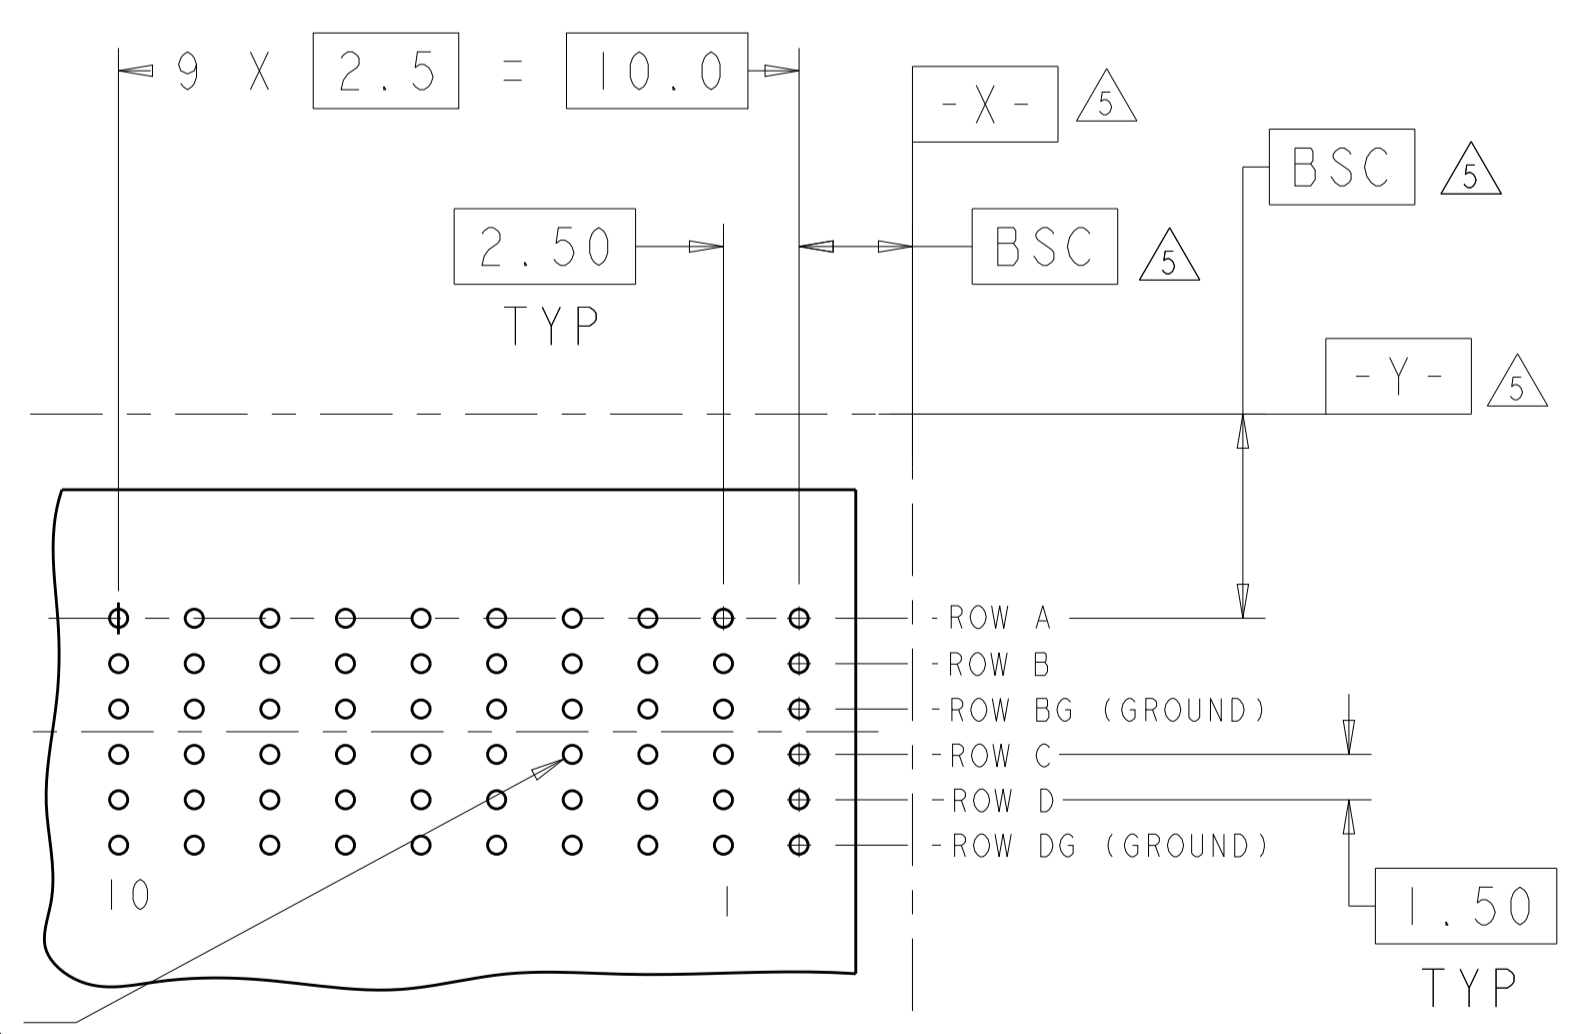 9 X 2.5 = 10.0
-X- 5
BSC 5
2.50
TYP
BSC 5
-Y- 5
-ROW A
-ROW B
-ROW BG (GROUND)
-ROW C
-ROW D
-ROW DG (GROUND)
10
1
1.50
TYP